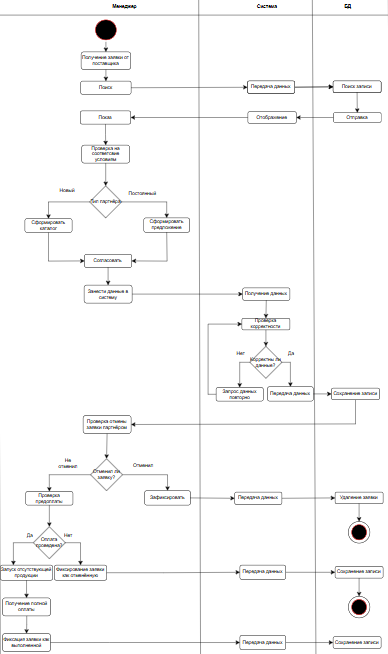 Менеджер
Система
БД
Получение заявки от
поставщика
Поиск
Передача данных
Поиск записи
Показ
Отображение
Отправка
Проверка на
соответсвие
условиям
Новый
Постоянный
Тип партнёра
Сформировать
каталог
Сформировать
предложение
Согласовать
Занести данные в
систему
Получение данных
Проверка
корректности
Нет
Да
Корректны ли
данные?
Запрос данных
повторно
Передача данных
Сохранение записи
Проверка отмены
заявки партнёром
Не
отменил
Отменил
Отменил ли
заявку?
Проверка
предоплаты
Зафиксировать
Передача данных
Удаление заявки
Да
Нет
Оплата
проведена?
Запуск отсутствующей
продукции
Фиксирование заявки
как отменённую
Передача данных
Сохранение записи
Получение полной
оплаты
Фиксация заявки как
выполненной
Передача данных
Сохранение записи